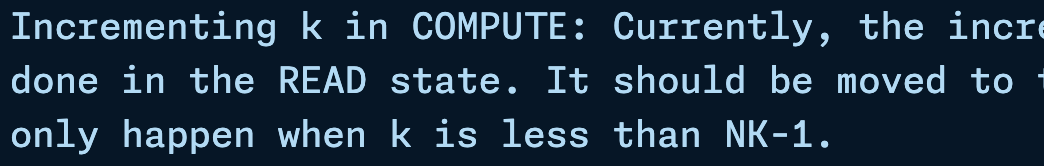 Incrementing k in COMPUTE: Currently, the
done in the READ state. It should be moved to
only happen when k is less than NK-1.